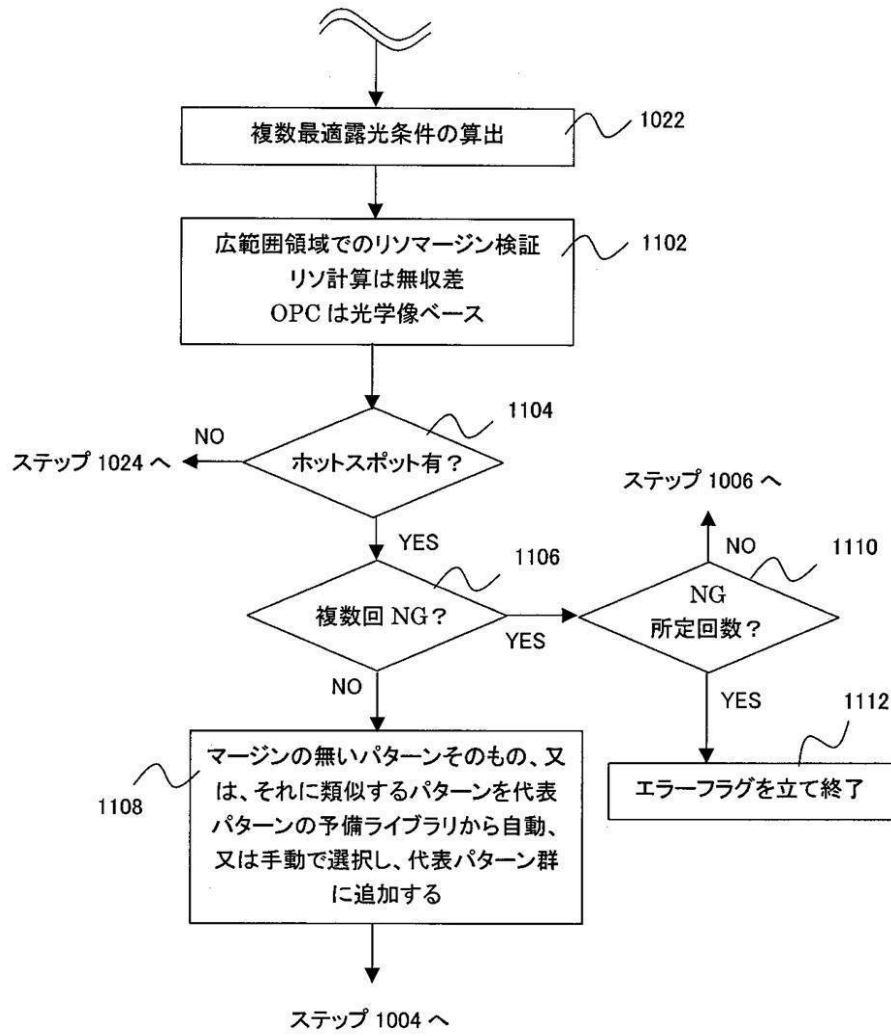 複数最適露光条件の算出
1022
広範囲領域でのリソマージン検証
リソ計算は無収差
OPC は光学像ベース
1102
1104
ホットスポット有？
NO
ステップ 1024 へ
YES
1106
複数回 NG？
YES
NO
ステップ 1006 へ
NO
1110
NG
所定回数？
YES
1112
エラーフラグを立て終了
1108
マージンの無いパターンそのもの、又
は、それに類似するパターンを代表
パターンの予備ライブラリから自動、
又は手動で選択し、代表パターン群
に追加する
ステップ 1004 へ